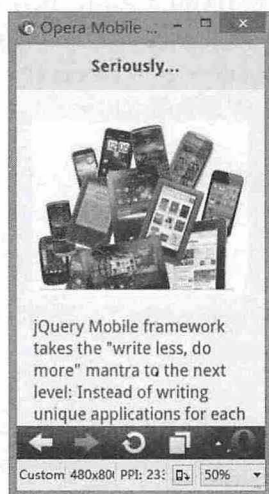 Opera Mobile ...
Seriously...
jQuery Mobile framework
takes the "write less, do
more" mantra to the next
level: Instead of writing
unique applications for each
Custom 480x80 PPI: 23 50%